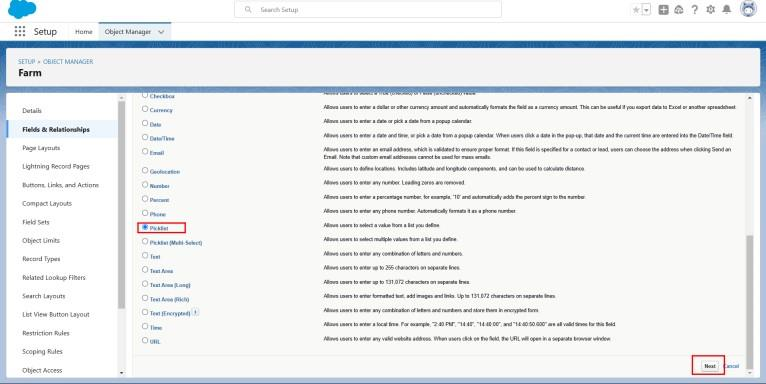 Search Setup
Setup Home Object Manager
SETUP > OBJECT MANAGER
Farm
Details
Fields & Relationships
Page Layouts
Lightning Record Pages
Buttons, Links, and Actions
Compact Layouts
Field Sets
Object Limits
Record Types
Related Lookup Filters
Search Layouts
List View Button Layout
Restriction Rules
Scoping Rules
Object Access
Checkbox Allows users to select a True (checked) or False (unchecked) value.
Currency Allows users to enter a dollar or other currency amount and automatically formats the field as a currency amount. This can be useful if you export data to Excel or another spreadsheet
Date Allows users to enter a date or pick a date from a popup calendar.
Date/Time Allows users to enter a date and time, or pick a date from a popup calendar. When users click a date in the pop-up, that date and the current time are entered into the Date/Time field.
Email Allows users to enter an email address, which is validated to ensure proper format. If this field is specified for a contact or lead, users can choose the address when clicking Send an
Email. Note that custom email addresses cannot be used for mass emails.
Geolocation Allows users to define locations. Includes latitude and longitude components, and can be used to calculate distance.
Number Allows users to enter any number. Leading zeros are removed.
Percent Allows users to enter a percentage number, for example, '10' and automatically adds the percent sign to the number.
Phone Allows users to enter any phone number. Automatically formats it as a phone number.
Picklist Allows users to select a value from a list you define.
Picklist (Multi-Select) Allows users to select multiple values from a list you define.
Text Allows users to enter any combination of letters and numbers.
Text Area Allows users to enter up to 255 characters on separate lines.
Text Area (Long) Allows users to enter up to 131,072 characters on separate lines.
Text Area (Rich) Allows users to enter formatted text, add images and links. Up to 131,072 characters on separate lines.
Text (Encrypted) i Allows users to enter any combination of letters and numbers and store them in encrypted form.
Time Allows users to enter a local time. For example, "2:40 PM", "14:40", "14:40:00", and "14:40:50.600" are all valid times for this field.
URL Allows users to enter any valid website address. When users click on the field, the URL will open in a separate browser window.
Next Cancel